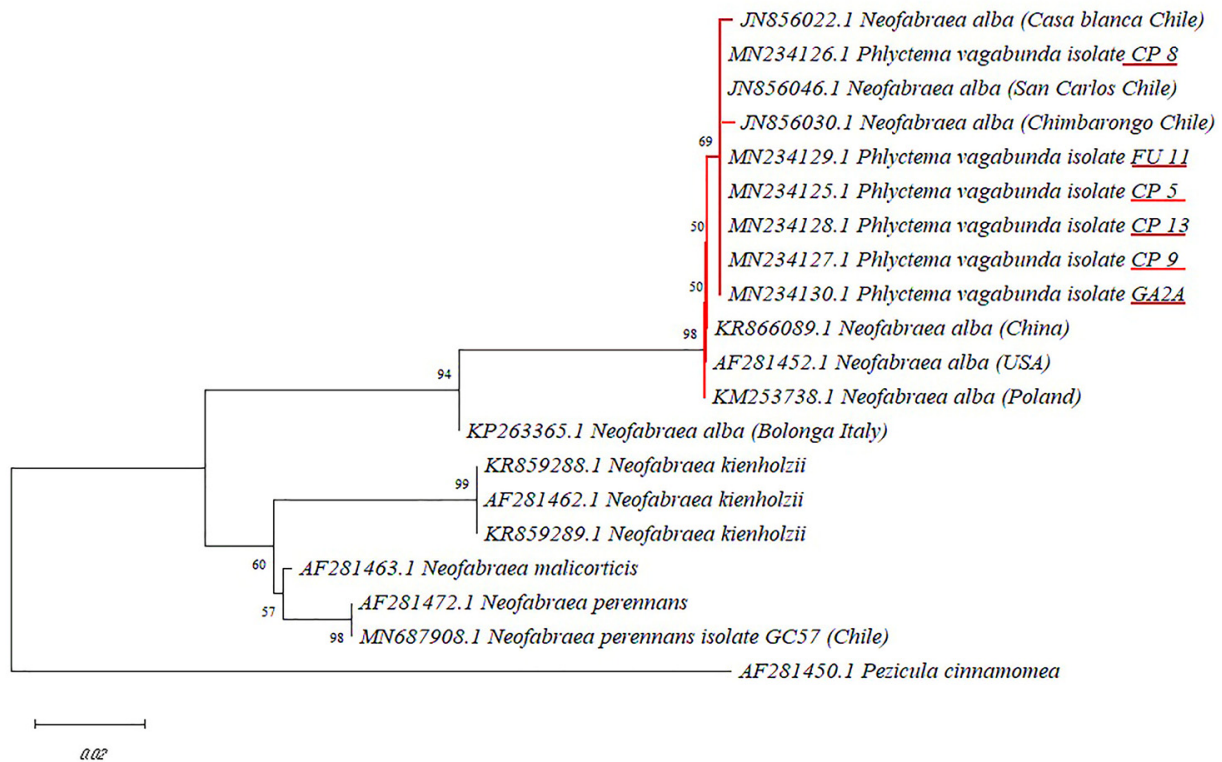 JN856022.1 Neofabraea alba (Casa blanca Chile)
MN234126.1 Phlyctema vagabunda isolate CP 8
JN856046.1 Neofabraea alba (San Carlos Chile)
JN856030.1 Neofabraea alba (Chimbarongo Chile)
69
MN234129.1 Phlyctema vagabunda isolate FU 11
MN234125.1 Phlyctema vagabunda isolate CP 5
50
MN234128.1 Phlyctema vagabunda isolate CP 13
MN234127.1 Phlyctema vagabunda isolate CP 9
50
MN234130.1 Phlyctema vagabunda isolate GA2A
98
KR866089.1 Neofabraea alba (China)
AF281452.1 Neofabraea alba (USA)
94
KM253738.1 Neofabraea alba (Poland)
KP263365.1 Neofabraea alba (Bolonga Italy)
KR859288.1 Neofabraea kienholzii
99
AF281462.1 Neofabraea kienholzii
KR859289.1 Neofabraea kienholzii
60
AF281463.1 Neofabraea malicorticis
57
AF281472.1 Neofabraea perennans
98
MN687908.1 Neofabraea perennans isolate GC57 (Chile)
AF281450.1 Pezicula cinnamomea
0.02